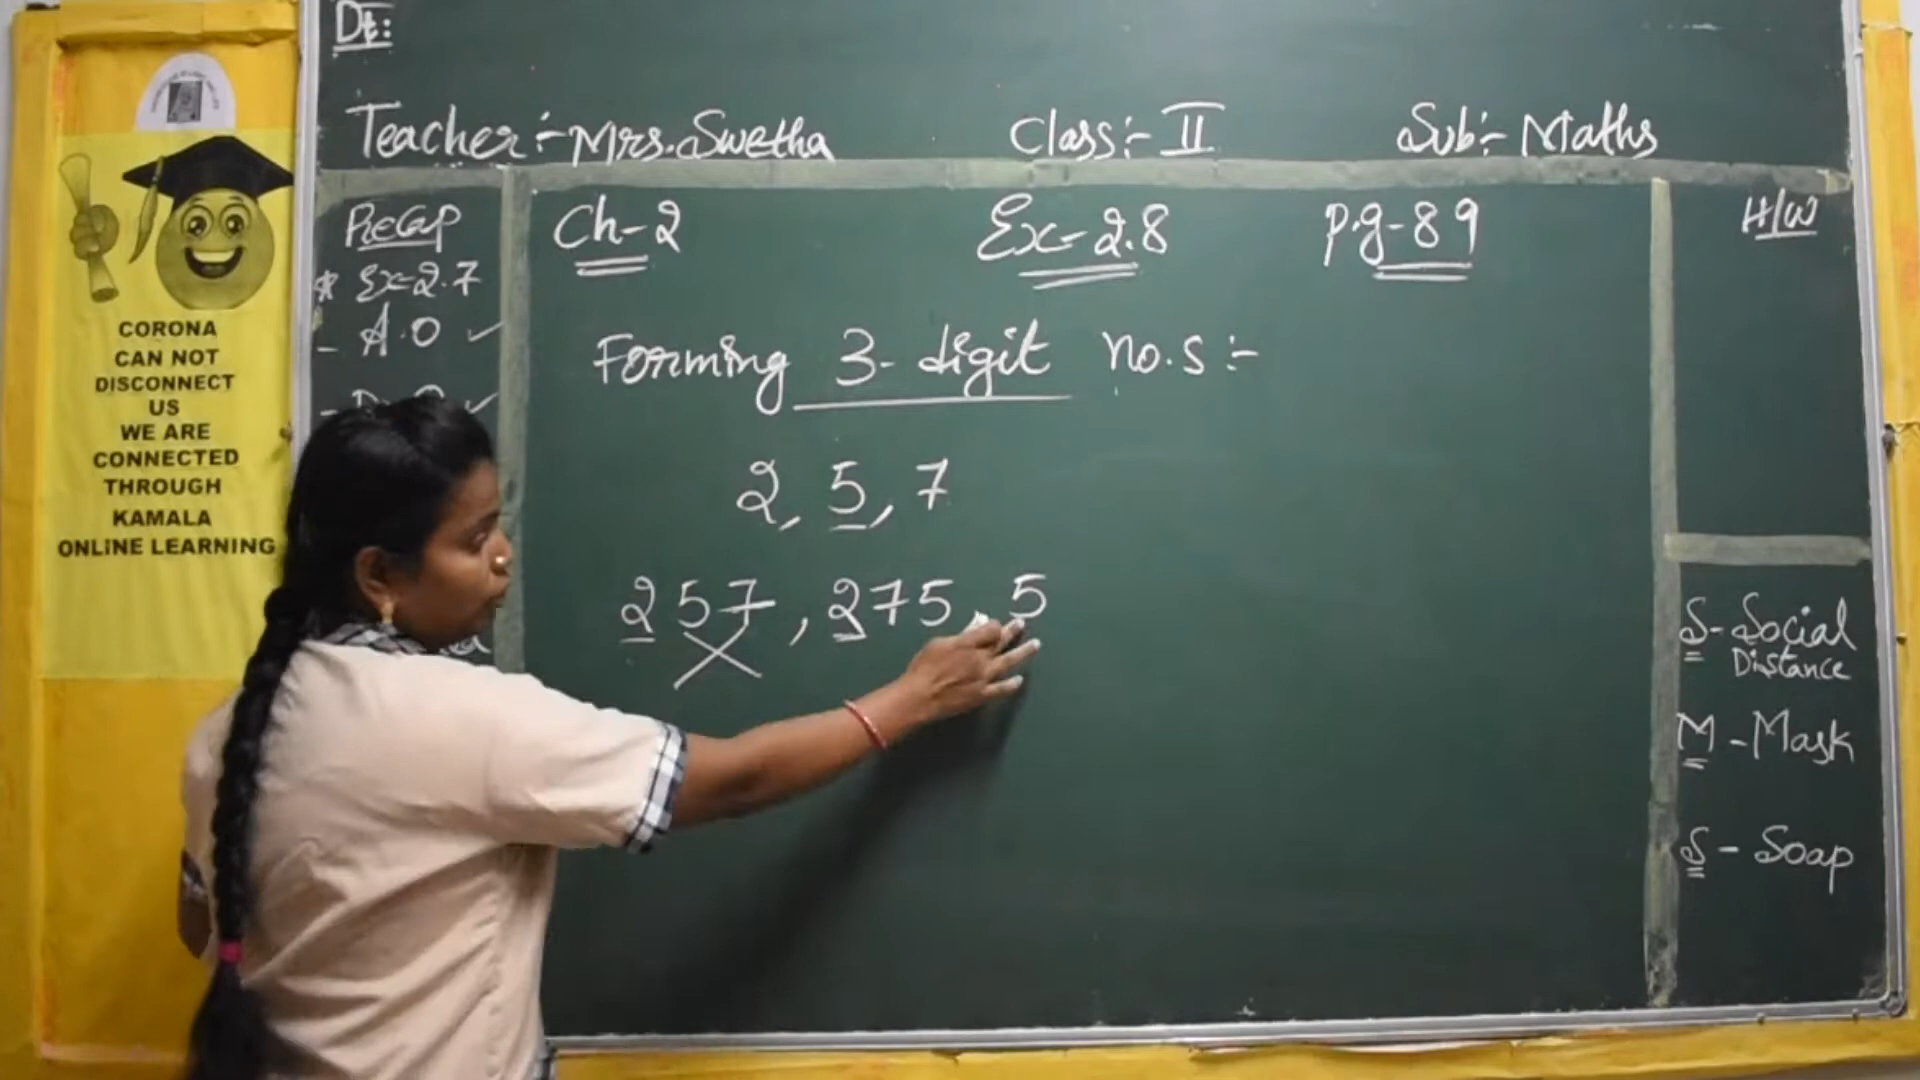 Dt:
Teacher:- Mrs. Swetha
Class:- II
Sub:- Maths
CORONA
CAN NOT
DISCONNECT
US
WE ARE
CONNECTED
THROUGH
KAMALA
ONLINE LEARNING
Recap
* Ex-2.7
- A.O ✓
Ch-2
Ex-2.8
P.g-89
Forming 3-digit no.s:-
2, 5, 7
257, 275, 5
H/W
S- Social
Distance
M - Mask
S - Soap